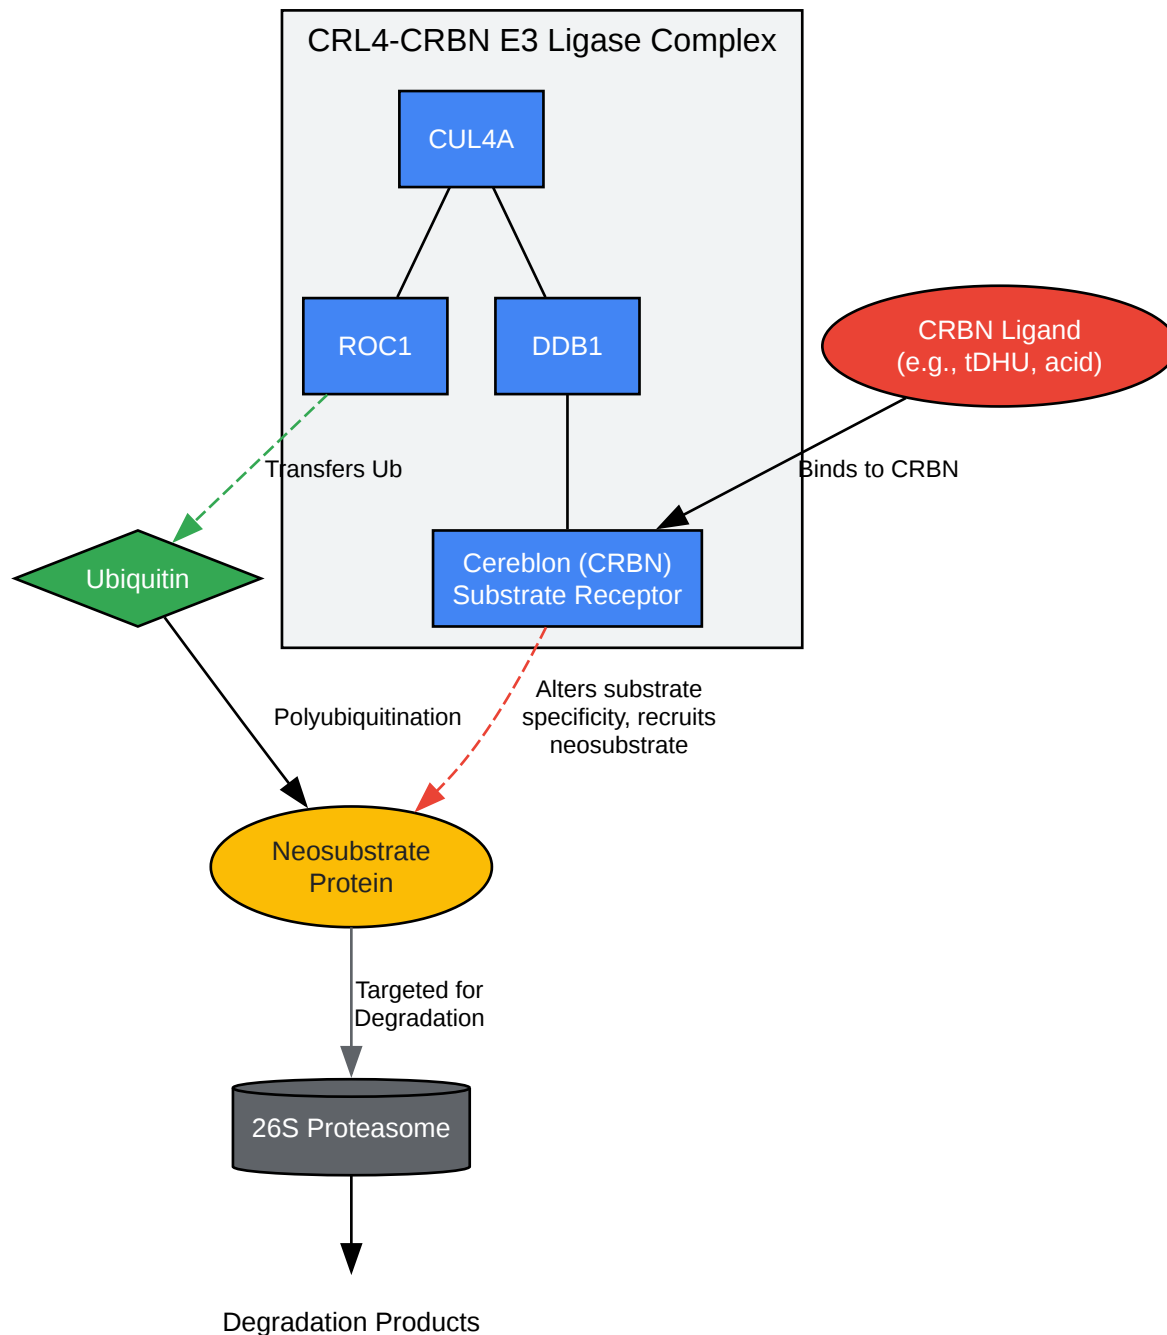 CRL4-CRBN E3 Ligase Complex
CUL4A
ROC1
DDB1
CRBN Ligand
(e.g., tDHU, acid)
Transfers Ub
Binds to CRBN
Ubiquitin
Cereblon (CRBN)
Substrate Receptor
Polyubiquitination
Alters substrate
specificity, recruits
neosubstrate
Neosubstrate
Protein
Targeted for
Degradation
26S Proteasome
Degradation Products